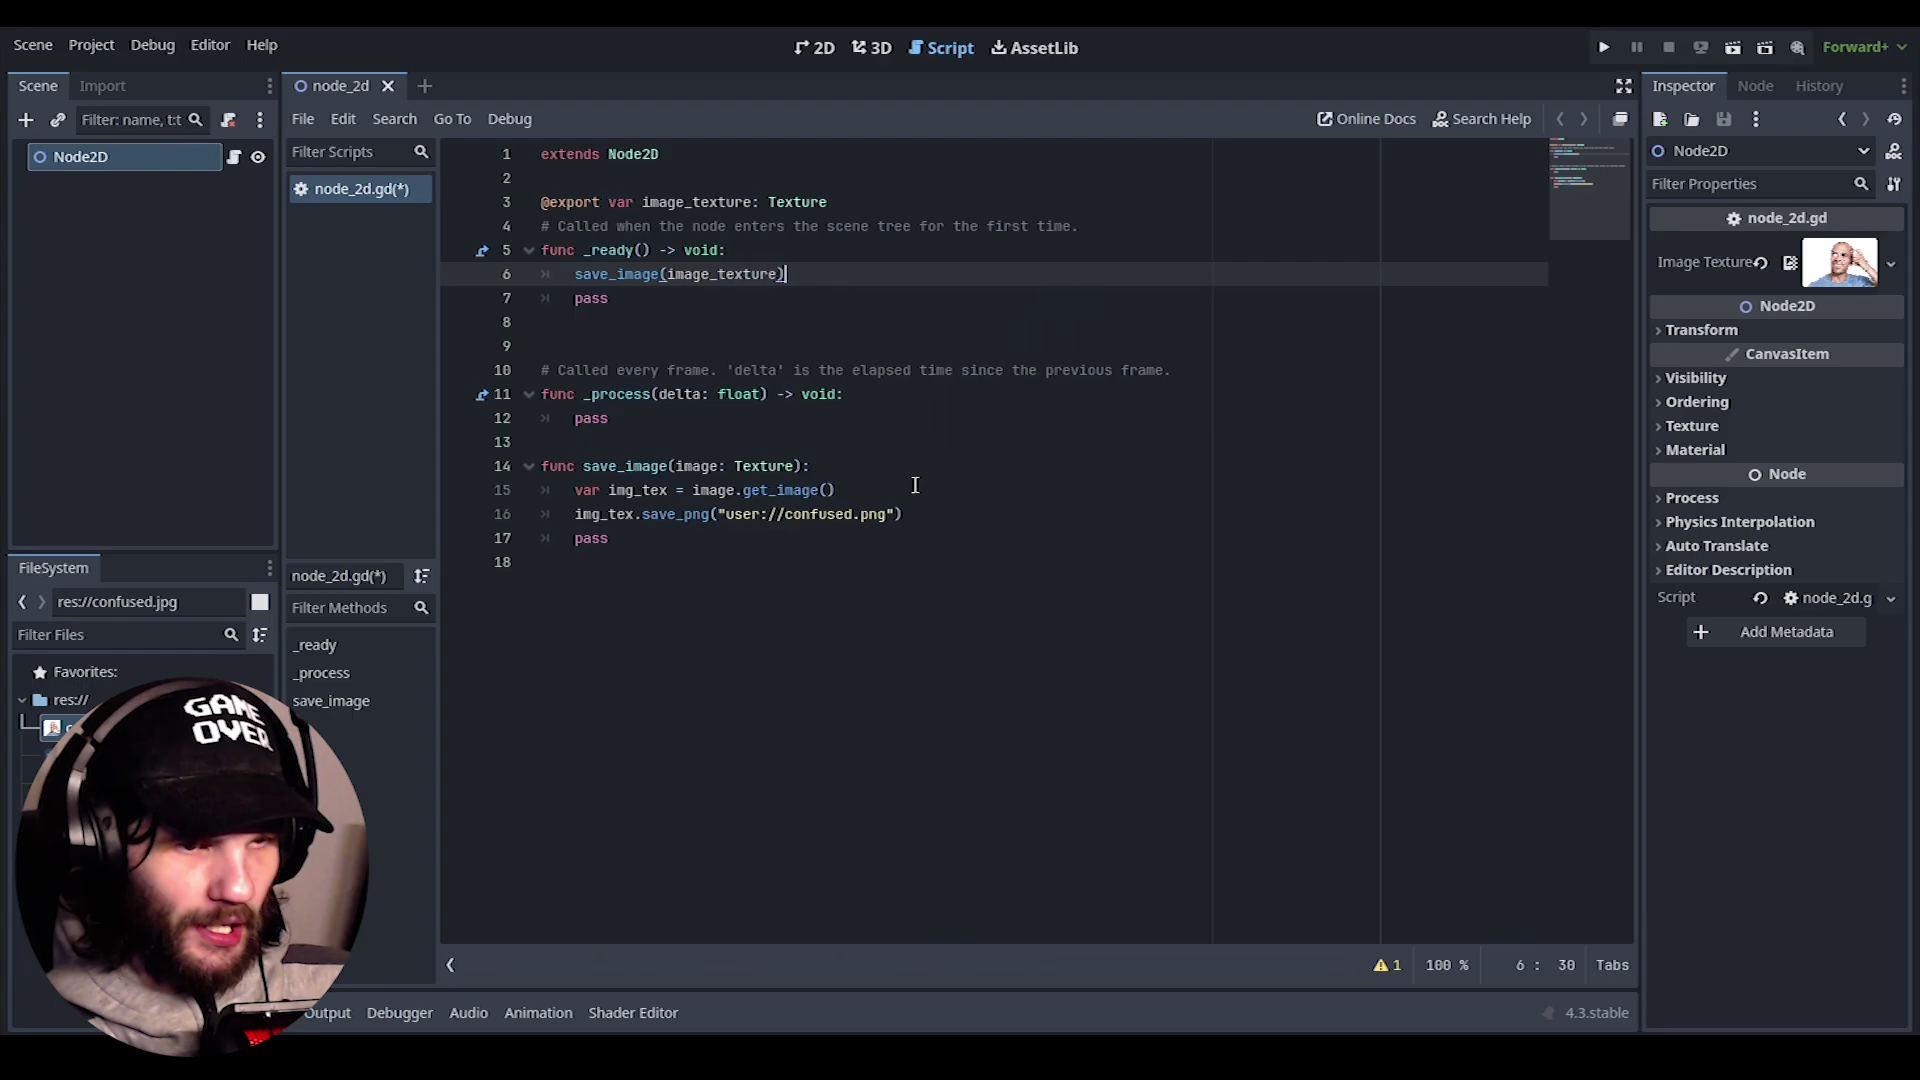 Scene Project Debug Editor Help
2D 3D Script AssetLib
Forward+
Scene Import
Filter: name, t:t
Node2D
node_2d
File Edit Search Go To Debug
Online Docs Search Help
Filter Scripts
node_2d.gd(*)
1 extends Node2D
2
3 @export var image_texture: Texture
4 # Called when the node enters the scene tree for the first time.
5 func _ready() -> void:
6 save_image(image_texture)
7 pass
8
9
10 # Called every frame. 'delta' is the elapsed time since the previous frame.
11 func _process(delta: float) -> void:
12 pass
13
14 func save_image(image: Texture):
15 var img_tex = image.get_image()
16 img_tex.save_png("user://confused.png")
17 pass
18
node_2d.gd(*)
Filter Methods
_ready
_process
save_image
FileSystem
res://confused.jpg
Filter Files
Favorites:
res://
GAME
OVER
1 100 % 6 : 30 Tabs
Output Debugger Audio Animation Shader Editor
4.3.stable
Inspector Node History
Node2D
Filter Properties
node_2d.gd
Image Texture
Node2D
Transform
CanvasItem
Visibility
Ordering
Texture
Material
Node
Process
Physics Interpolation
Auto Translate
Editor Description
Script node_2d.g
Add Metadata